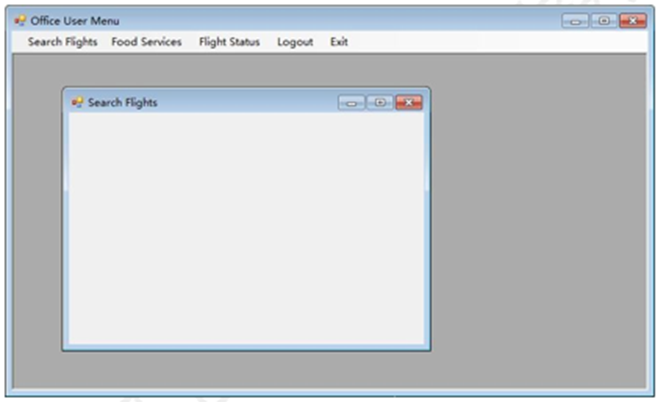 Office User Menu
Search Flights Food Services Flight Status Logout Exit
Search Flights